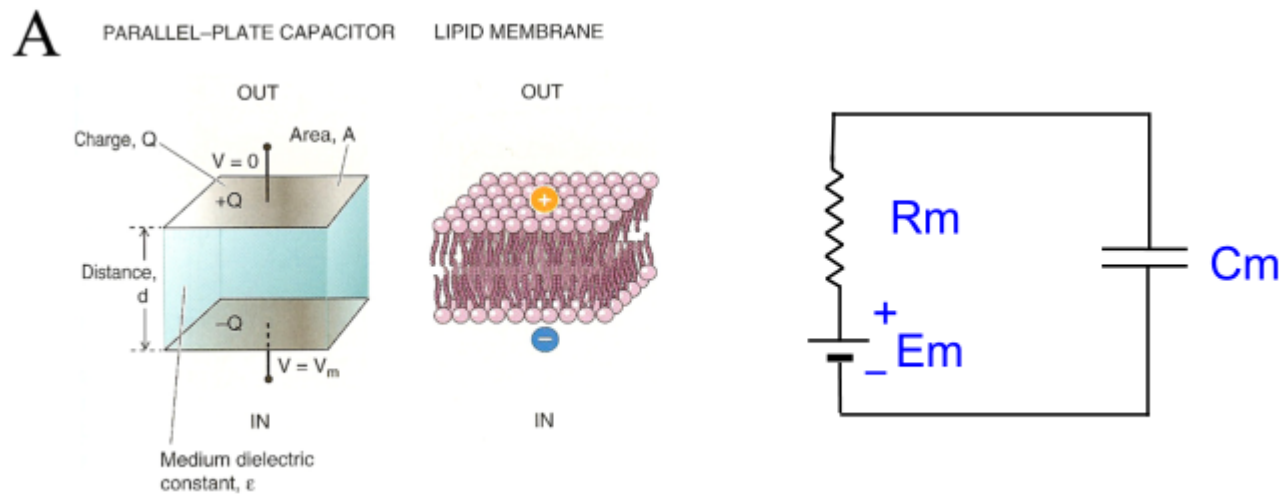 A
PARALLEL–PLATE CAPACITOR
LIPID MEMBRANE
OUT
Charge, Q
Area, A
V = 0
+Q
Distance,
d
–Q
V = Vm
IN
Medium dielectric
constant, ε
OUT
+
–
IN
Rm
+
_ Em
Cm